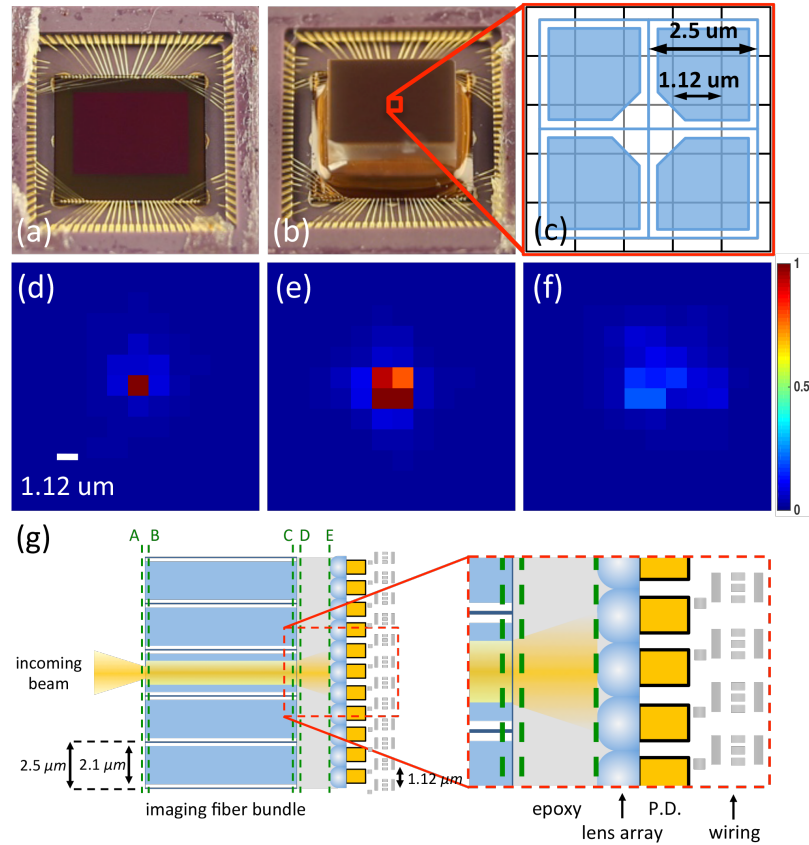 (a)
(b)
(c)
2.5 um
1.12 um
(d)
(e)
(f)
1.12 um
1
0.5
0
(g)
A B C D E
incoming
beam
2.5 μm
2.1 μm
1.12 μm
imaging fiber bundle
epoxy
P.D.
lens array
wiring